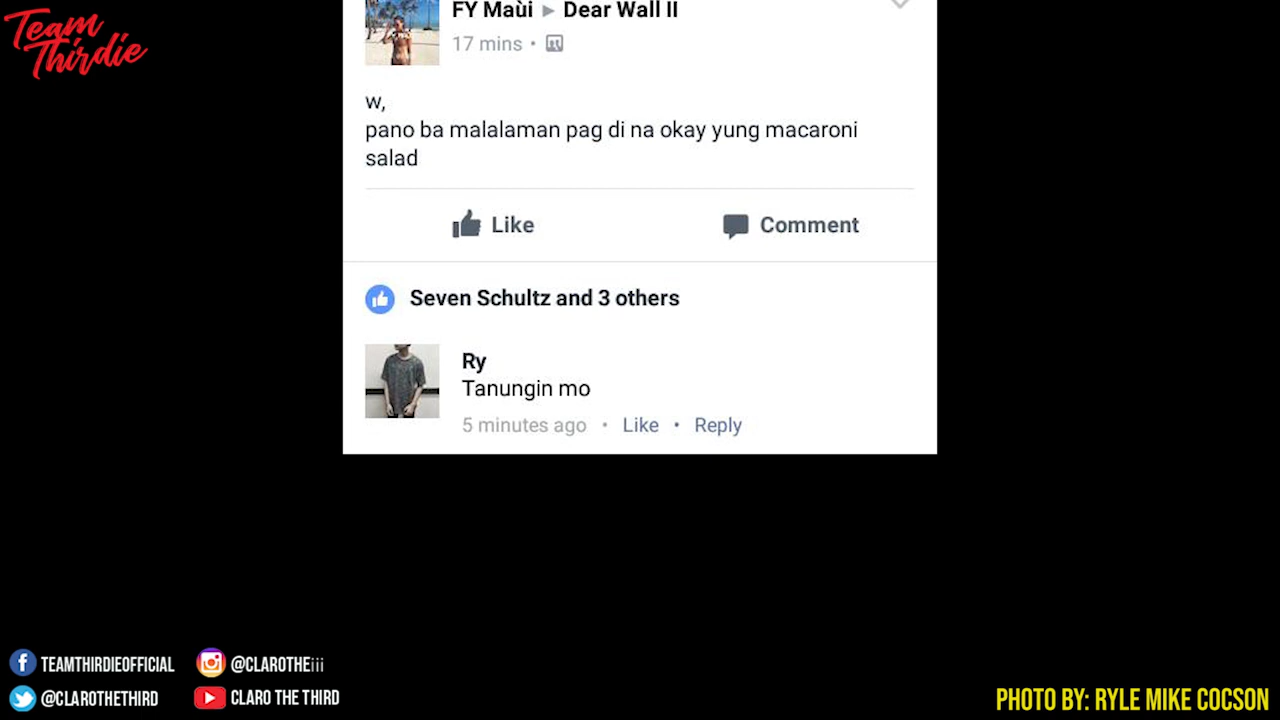 Team
Thirdie
FY Maùi ▸ Dear Wall II
17 mins •
w,
pano ba malalaman pag di na okay yung macaroni
salad
Like
Comment
Seven Schultz and 3 others
Ry
Tanungin mo
5 minutes ago • Like • Reply
TEAMTHIRDIEOFFICIAL
@CLAROTHEiii
@CLAROTHETHIRD
CLARO THE THIRD
PHOTO BY: RYLE MIKE COCSON